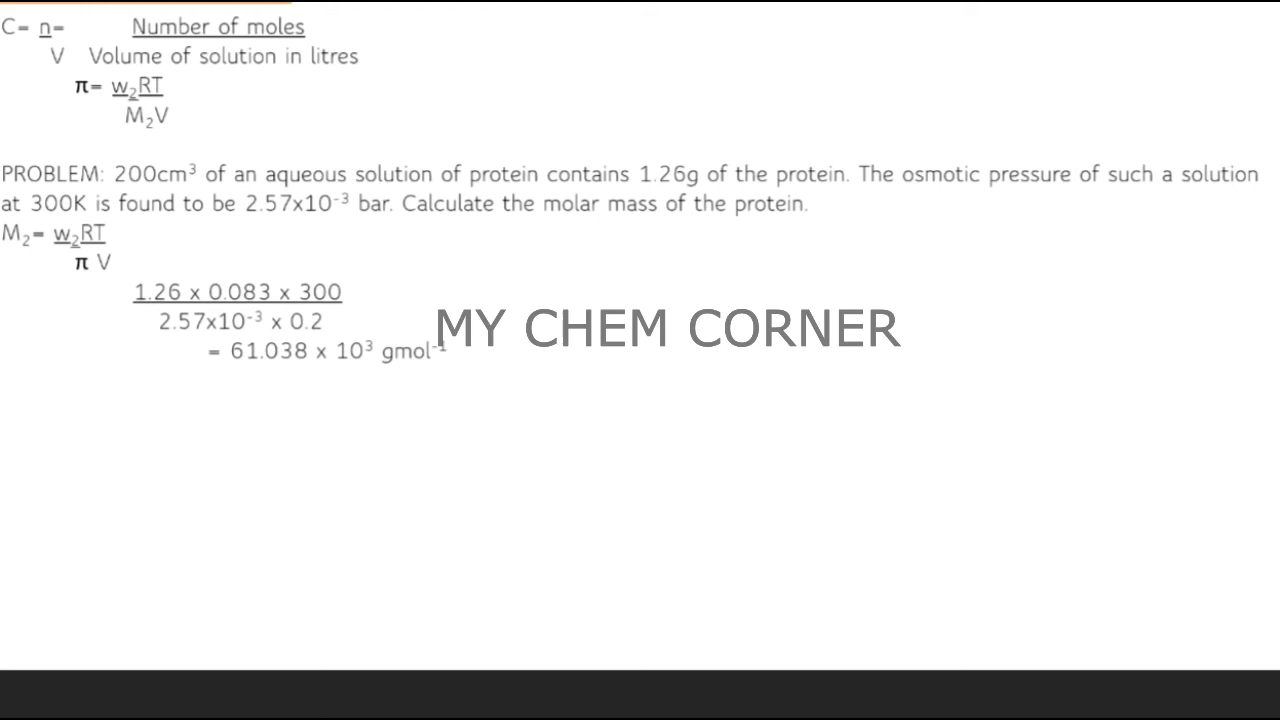 C= n= Number of moles
V Volume of solution in litres
π= w₂RT
M₂V
PROBLEM: 200cm³ of an aqueous solution of protein contains 1.26g of the protein. The osmotic pressure of such a solution
at 300K is found to be 2.57x10⁻³ bar. Calculate the molar mass of the protein.
M₂= w₂RT
π V
1.26 x 0.083 x 300
2.57x10⁻³ x 0.2
= 61.038 x 10³ gmol⁻¹
MY CHEM CORNER